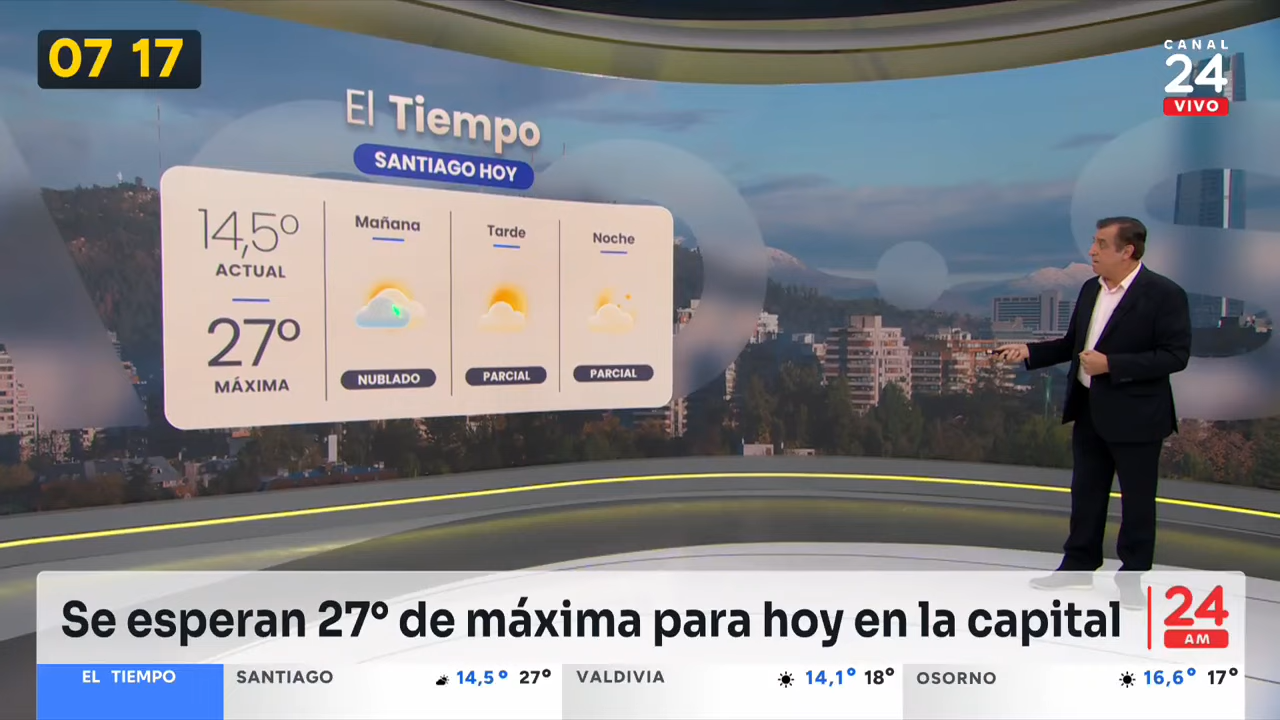 07 17
CANAL
24
VIVO
El Tiempo
SANTIAGO HOY
14,5°
ACTUAL
27°
MÁXIMA
Mañana
NUBLADO
Tarde
PARCIAL
Noche
PARCIAL
Se esperan 27° de máxima para hoy en la capital
24
AM
EL TIEMPO
SANTIAGO 14,5° 27°
VALDIVIA 14,1° 18°
OSORNO 16,6° 17°